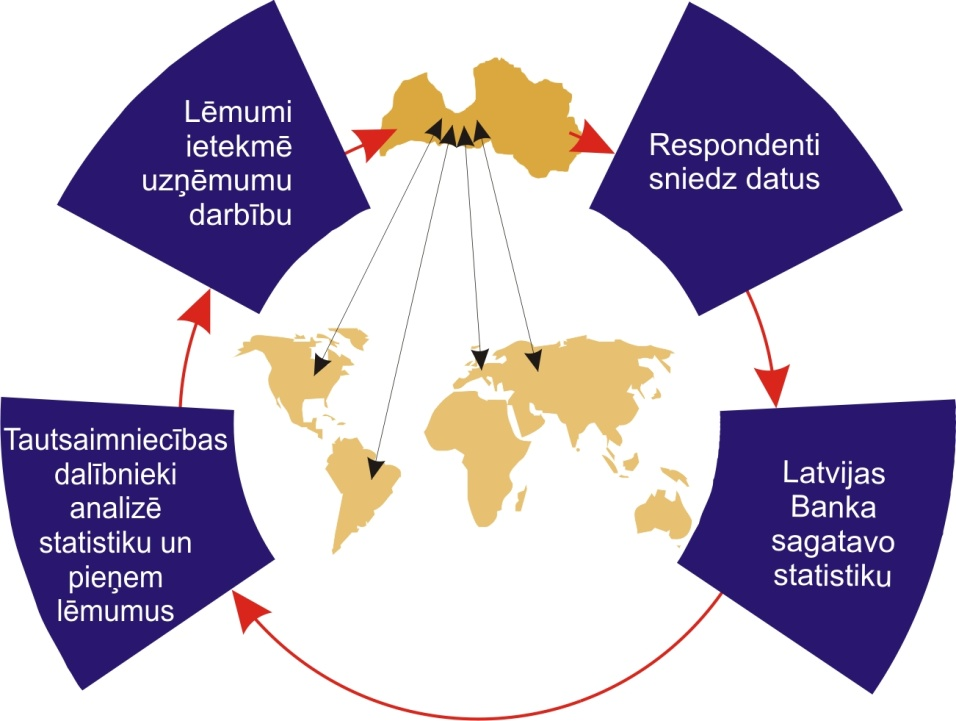 Lēmumi
ietekmē
uzņēmumu
darbību
Respondenti
sniedz datus
Latvijas
Banka
sagatavo
statistiku
Tautsaimniecības
dalībnieki
analizē
statistiku un
pieņem
lēmumus